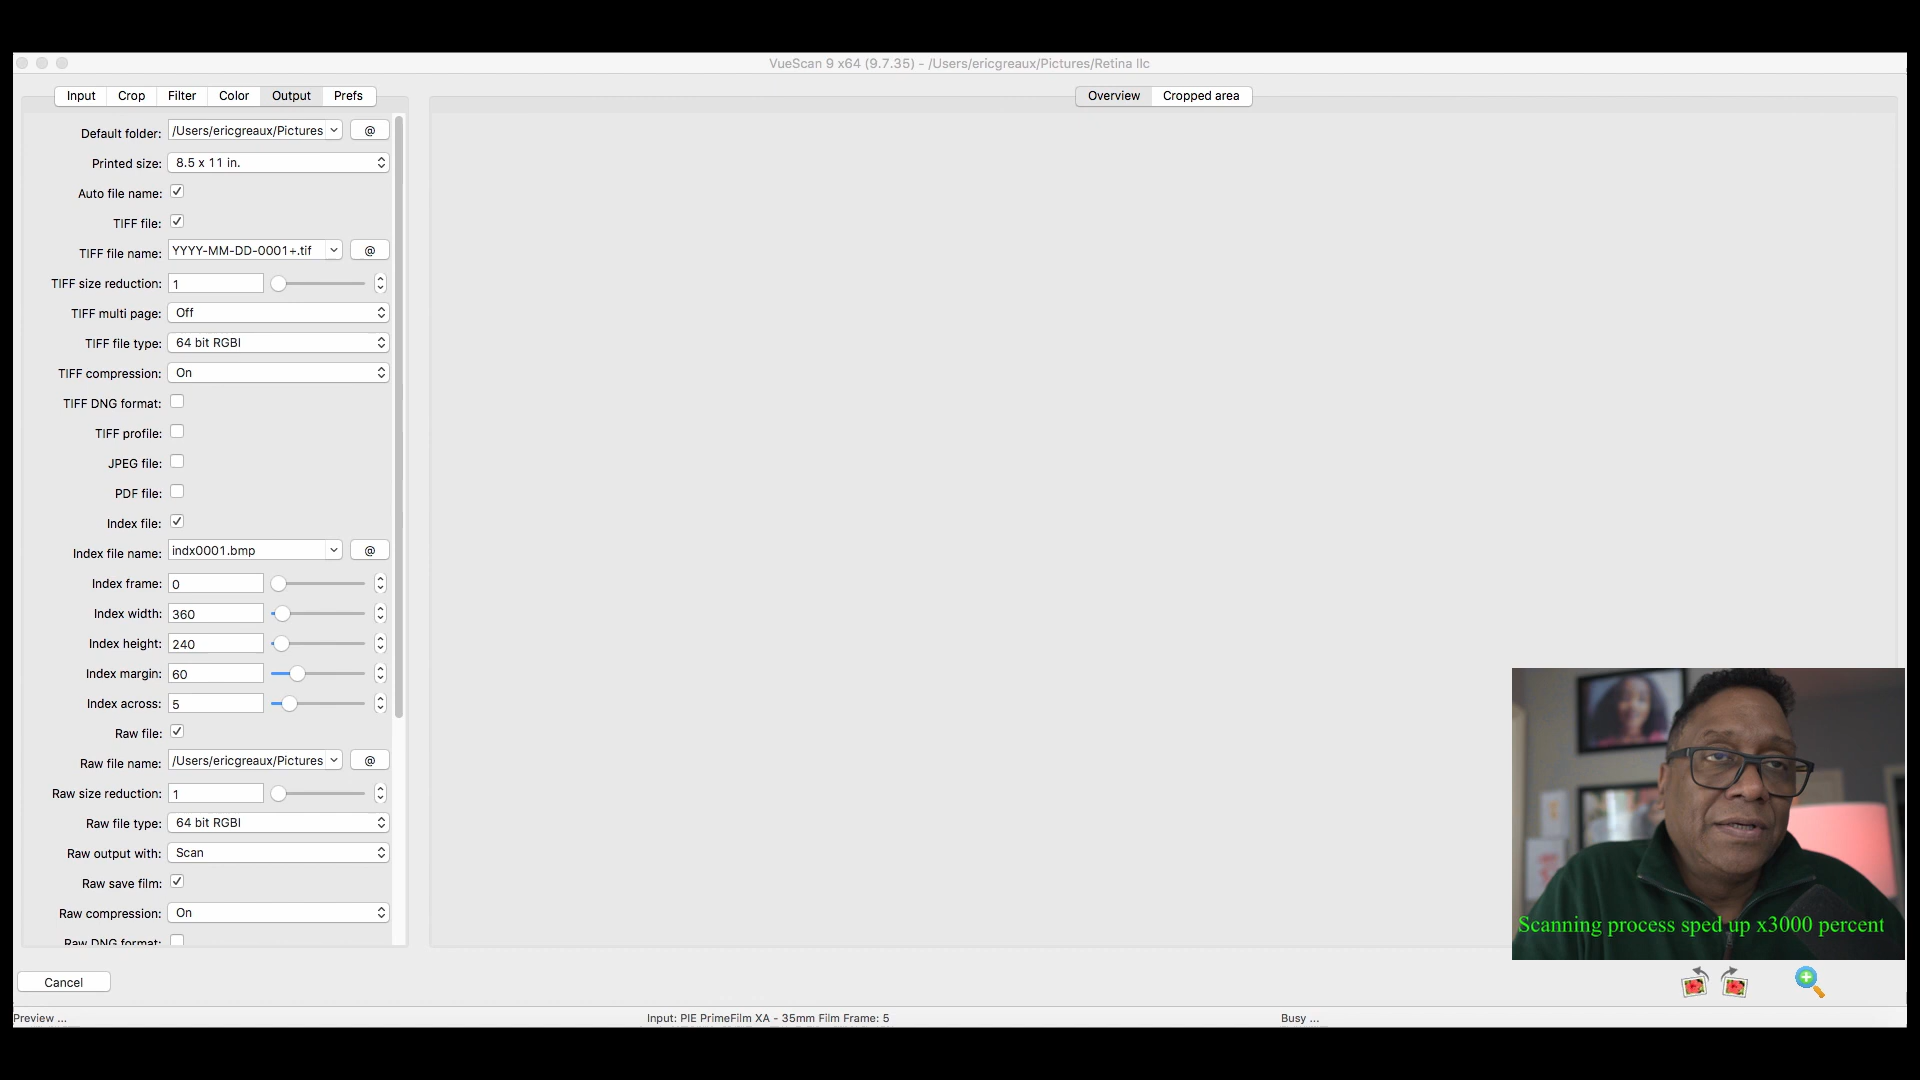 VueScan 9 x64 (9.7.35) - /Users/ericgreaux/Pictures/Retina IIc
Input Crop Filter Color Output Prefs
Overview Cropped area
Default folder: /Users/ericgreaux/Pictures @
Printed size: 8.5 x 11 in.
Auto file name:
TIFF file:
TIFF file name: YYYY-MM-DD-0001+.tif @
TIFF size reduction: 1
TIFF multi page: Off
TIFF file type: 64 bit RGBI
TIFF compression: On
TIFF DNG format:
TIFF profile:
JPEG file:
PDF file:
Index file:
Index file name: indx0001.bmp @
Index frame: 0
Index width: 360
Index height: 240
Index margin: 60
Index across: 5
Raw file:
Raw file name: /Users/ericgreaux/Pictures @
Raw size reduction: 1
Raw file type: 64 bit RGBI
Raw output with: Scan
Raw save film:
Raw compression: On
Raw DNG format:
Scanning process sped up x3000 percent
Cancel
Preview ...
Input: PIE PrimeFilm XA - 35mm Film Frame: 5
Busy ...